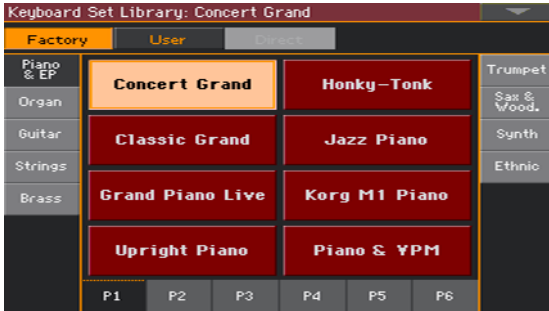 Keyboard Set Library: Concert Grand
Factory
User
Direct
Piano
& EP
Organ
Guitar
Strings
Brass
Concert Grand
Honky-Tonk
Classic Grand
Jazz Piano
Grand Piano Live
Korg M1 Piano
Upright Piano
Piano & VPM
Trumpet
Sax &
Wood.
Synth
Ethnic
P1
P2
P3
P4
P5
P6